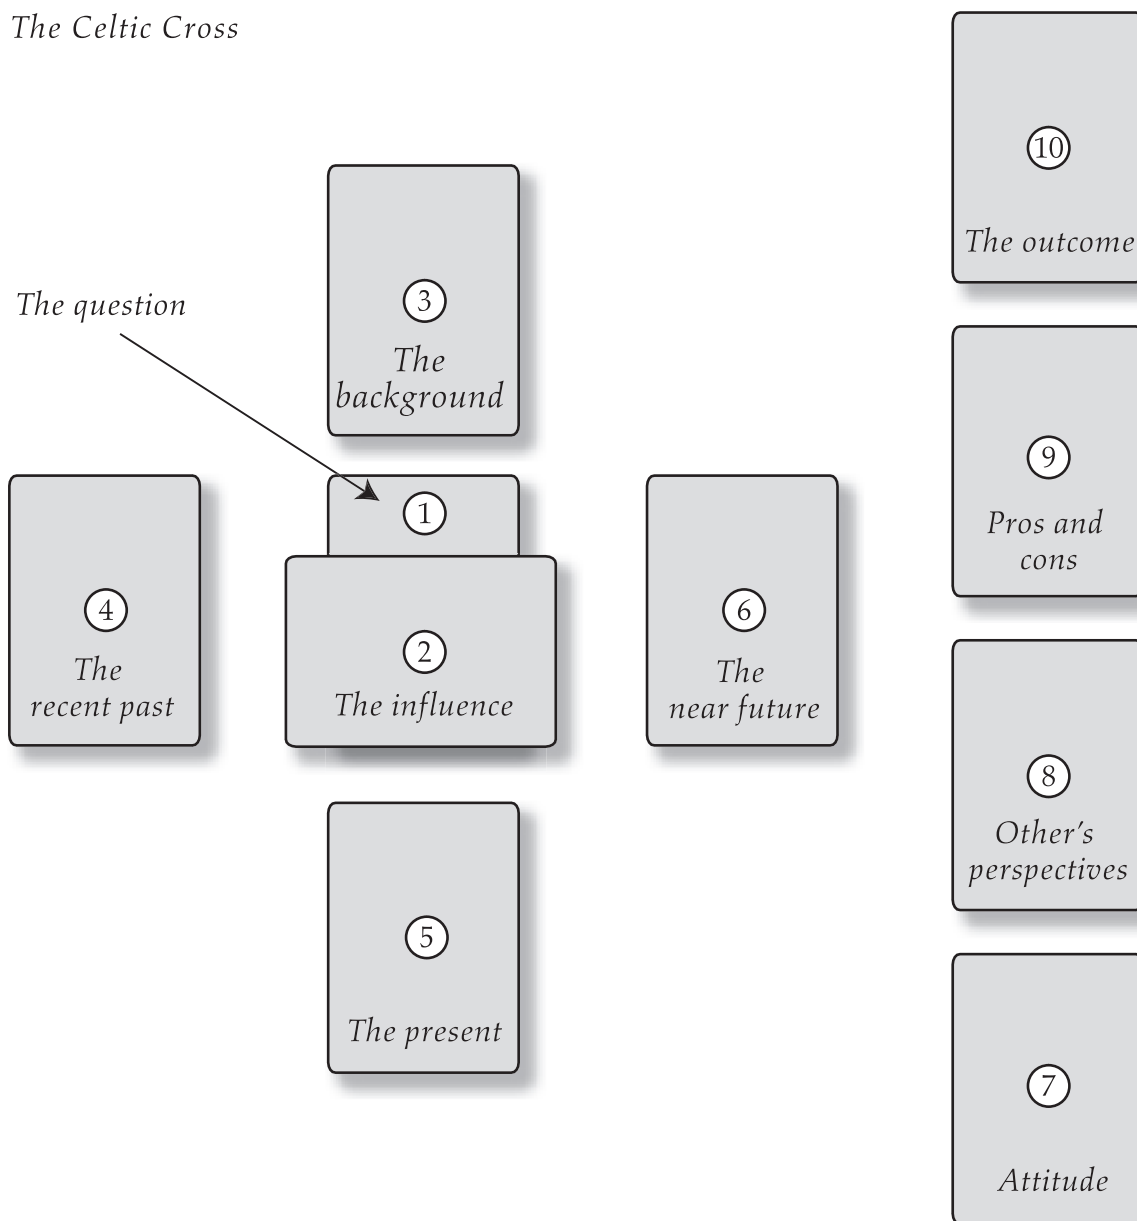 The Celtic Cross
10
The outcome
3
The
background
The question
9
Pros and
cons
1
4
The
recent past
2
The influence
6
The
near future
8
Other’s
perspectives
5
The present
7
Attitude